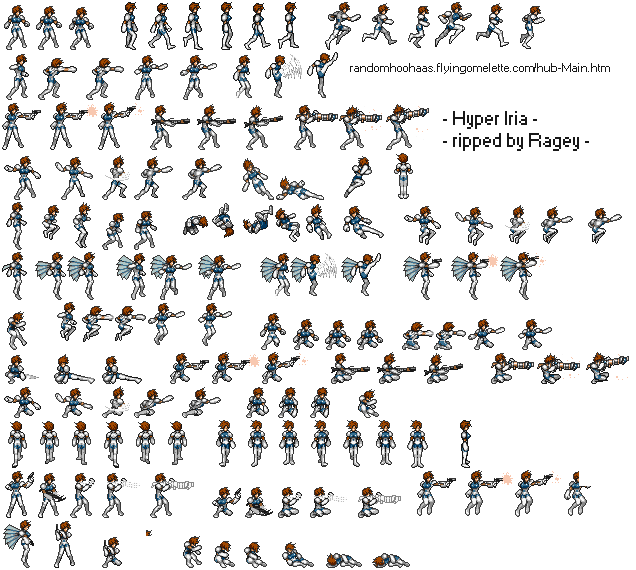 randomhoohaas.flyingomelette.com/hub-Main.htm
- Hyper Iria -
- ripped by Ragey -